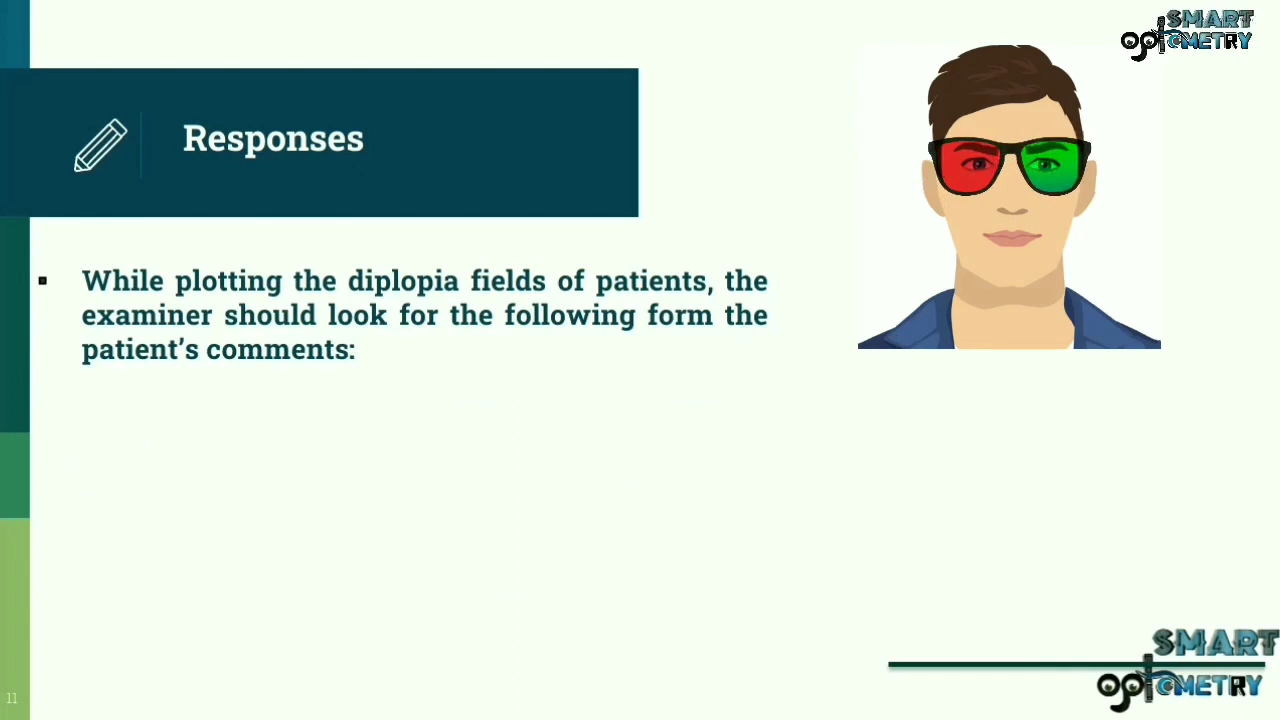 SMART
optOMETRY
Responses
▪ While plotting the diplopia fields of patients, the
examiner should look for the following form the
patient's comments:
SMART
optOMETRY
11